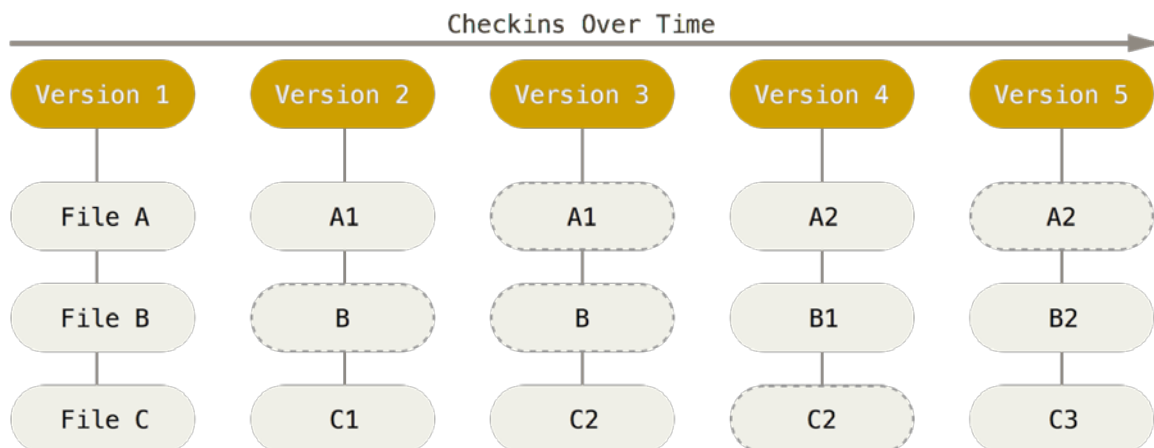 Checkins Over Time
Version 1 Version 2 Version 3 Version 4 Version 5
File A A1 A1 A2 A2
File B B B B1 B2
File C C1 C2 C2 C3